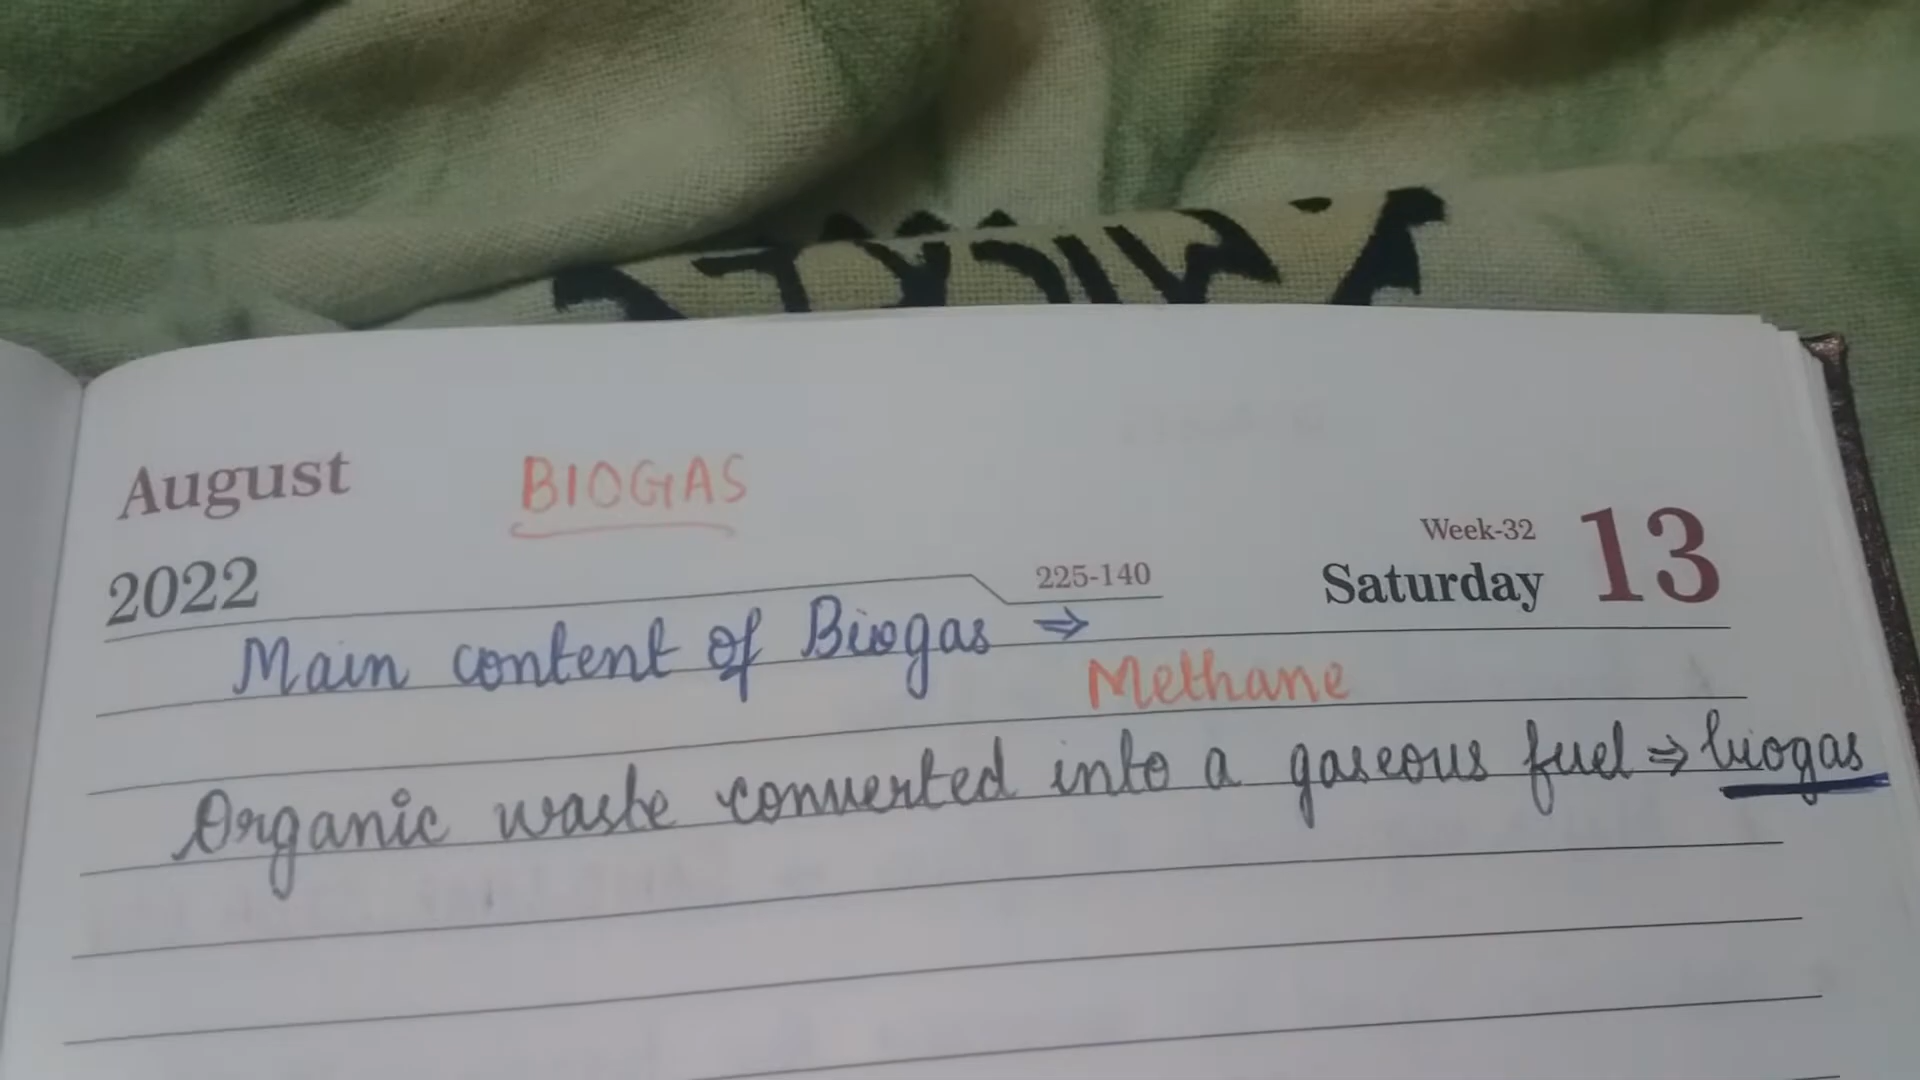 August
BIOGAS
2022
225-140
Week-32
Saturday
13
Main content of Biogas ⇒
Methane
Organic waste converted into a gaseous fuel ⇒ biogas